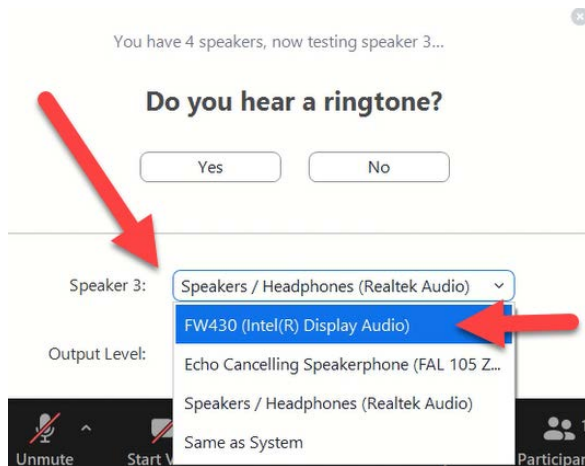 You have 4 speakers, now testing speaker 3...
Do you hear a ringtone?
Yes No
Speaker 3: Speakers / Headphones (Realtek Audio)
FW430 (Intel(R) Display Audio)
Output Level:
Echo Cancelling Speakerphone (FAL 105 Z...
Speakers / Headphones (Realtek Audio)
Same as System
Unmute Start V Participan